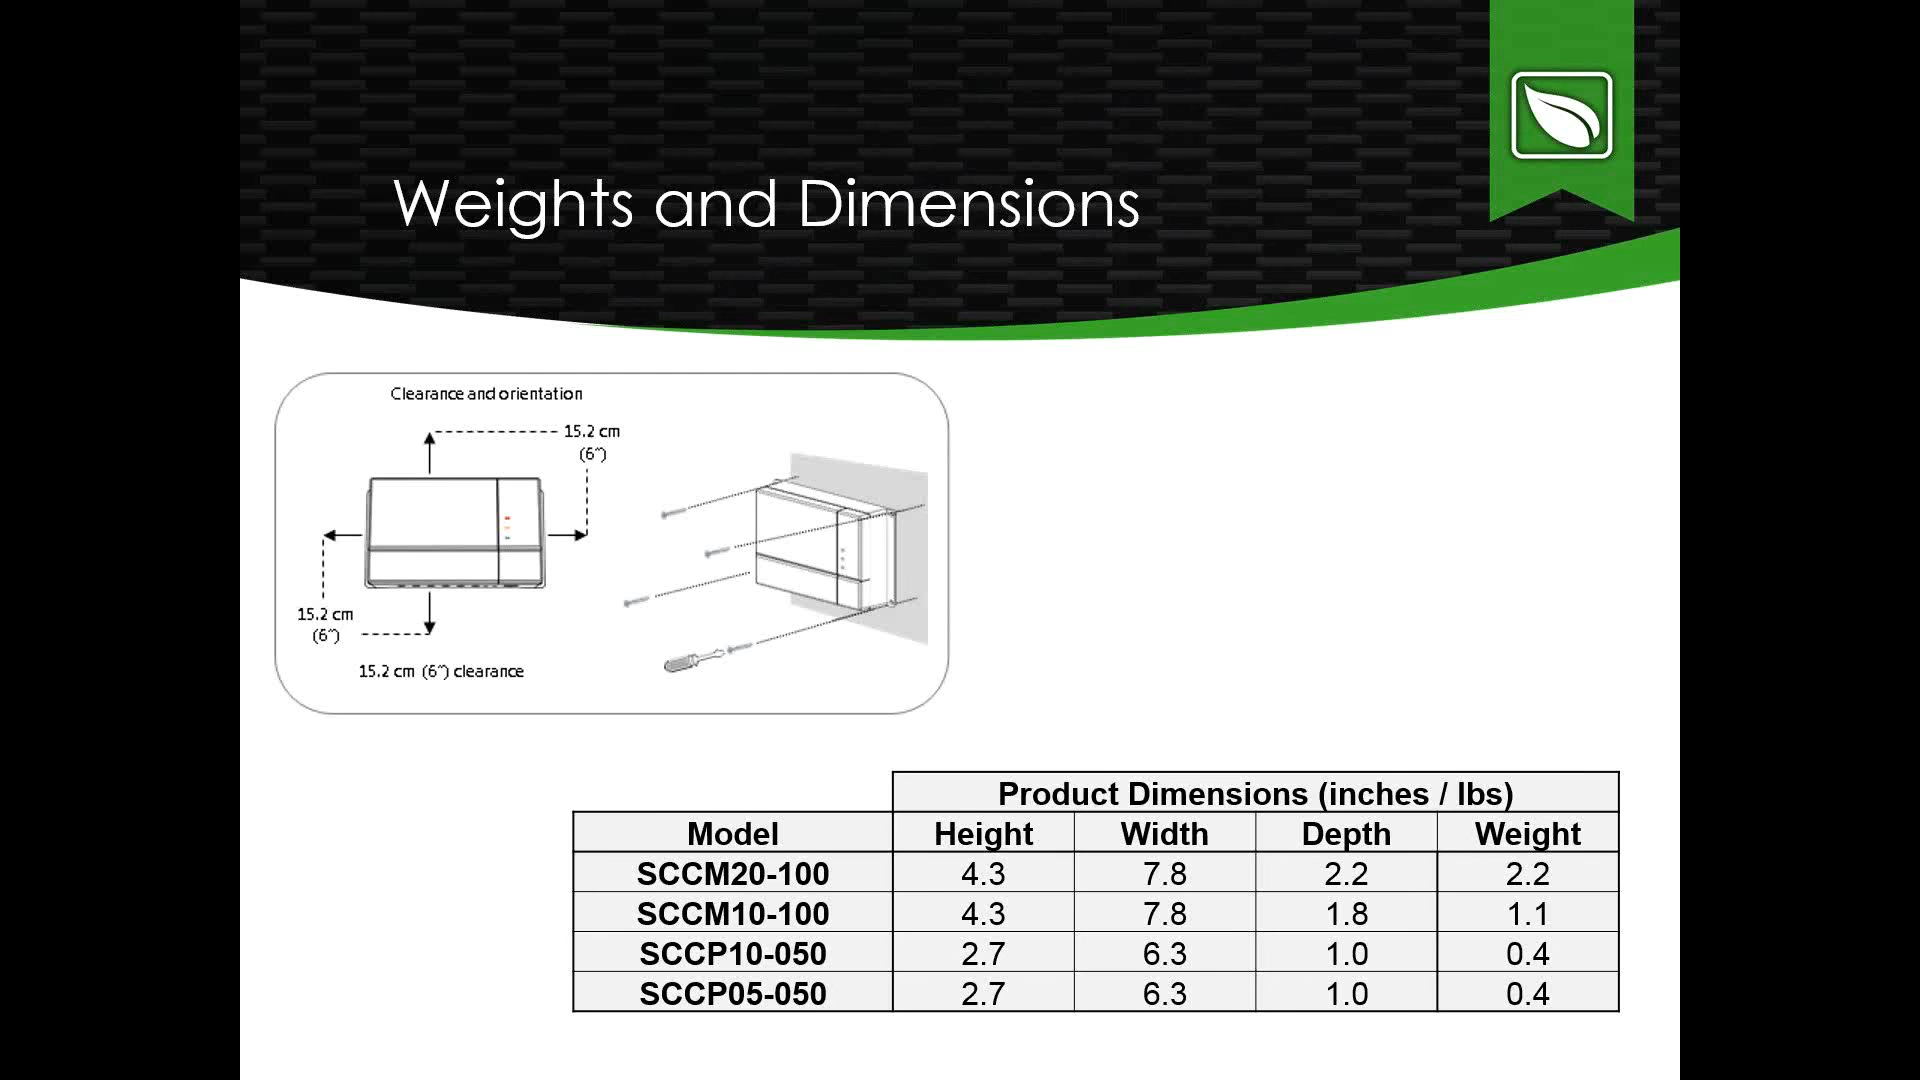 Weights and Dimensions
Clearance and orientation
15.2 cm
(6˝)
15.2 cm
(6˝)
15.2 cm (6˝) clearance
Product Dimensions (inches / lbs)
Model Height Width Depth Weight
SCCM20-100 4.3 7.8 2.2 2.2
SCCM10-100 4.3 7.8 1.8 1.1
SCCP10-050 2.7 6.3 1.0 0.4
SCCP05-050 2.7 6.3 1.0 0.4